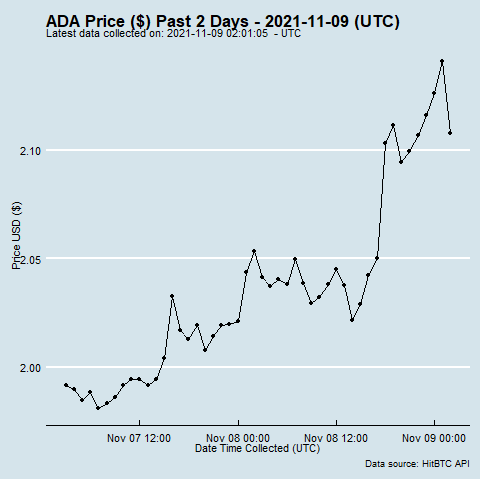 ADA Price ($) Past 2 Days - 2021-11-09 (UTC)
Latest data collected on: 2021-11-09 02:01:05 - UTC
2.10
2.05
2.00
Price USD ($)
Nov 07 12:00
Nov 08 00:00
Nov 08 12:00
Nov 09 00:00
Date Time Collected (UTC)
Data source: HitBTC API